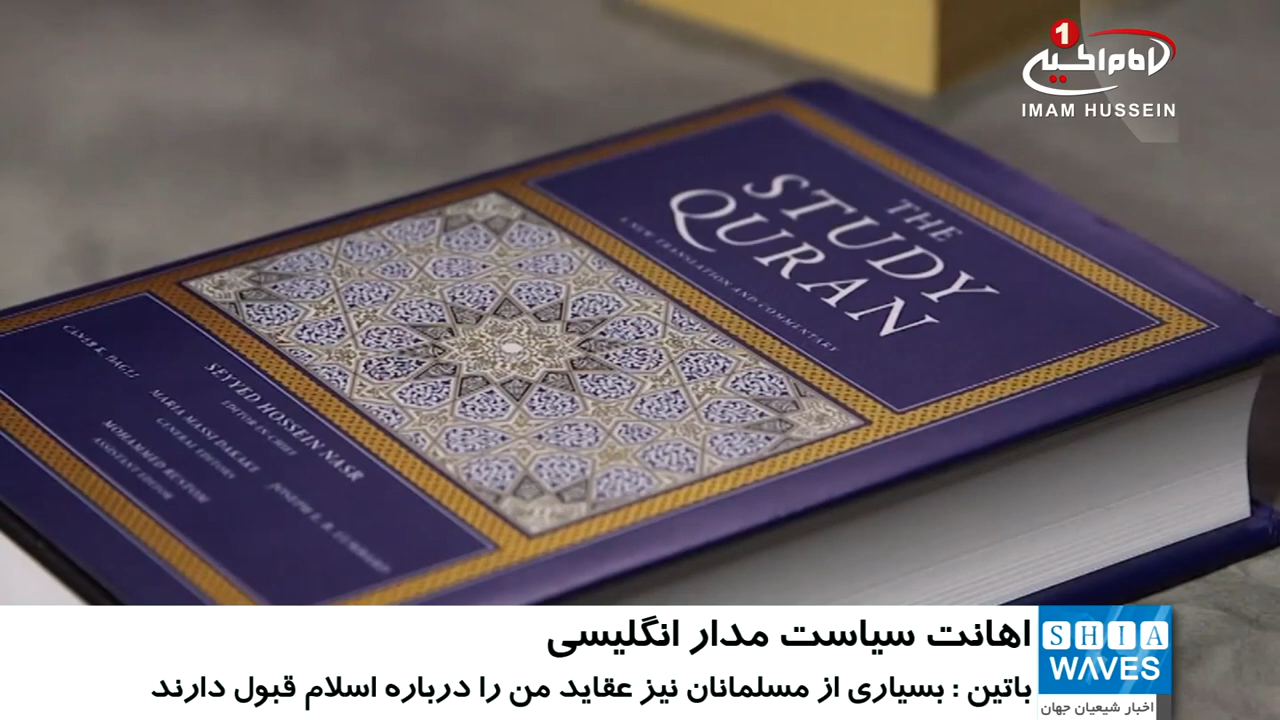 1
امام حسین
IMAM HUSSEIN
THE
STUDY
QURAN
A NEW TRANSLATION AND COMMENTARY
SEYYED HOSSEIN NASR
EDITOR-IN-CHIEF
CANER K. DAGLI
MARIA MASSI DAKAKE
JOSEPH E. B. LUMBARD
GENERAL EDITORS
MOHAMMED RUSTOM
ASSISTANT EDITOR
اهانت سیاست مدار انگلیسی
باتین : بسیاری از مسلمانان نیز عقاید من را درباره اسلام قبول دارند
SHIA
WAVES
اخبار شیعیان جهان